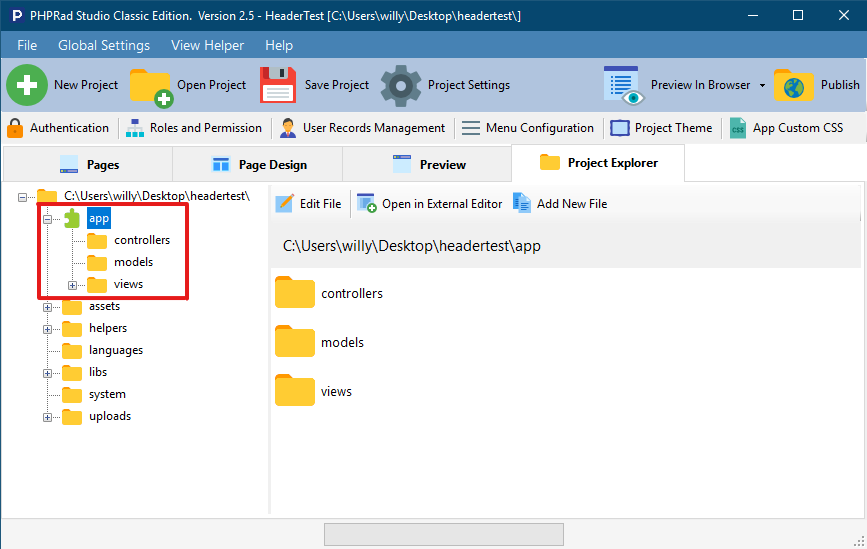 PHPRad Studio Classic Edition. Version 2.5 - HeaderTest [C:\Users\willy\Desktop\headertest\]
File Global Settings View Helper Help
New Project Open Project Save Project Project Settings Preview In Browser Publish
Authentication Roles and Permission User Records Management Menu Configuration Project Theme App Custom CSS
Pages Page Design Preview Project Explorer
C:\Users\willy\Desktop\headertest\
app
controllers
models
views
assets
helpers
languages
libs
system
uploads
Edit File Open in External Editor Add New File
C:\Users\willy\Desktop\headertest\app
controllers
models
views